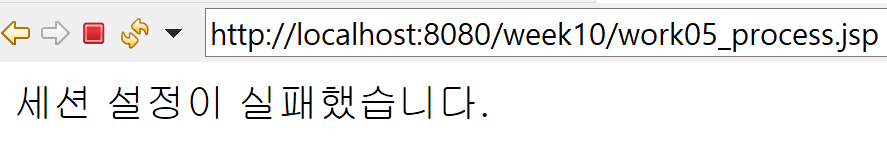 http://localhost:8080/week10/work05_process.jsp
세션 설정이 실패했습니다.